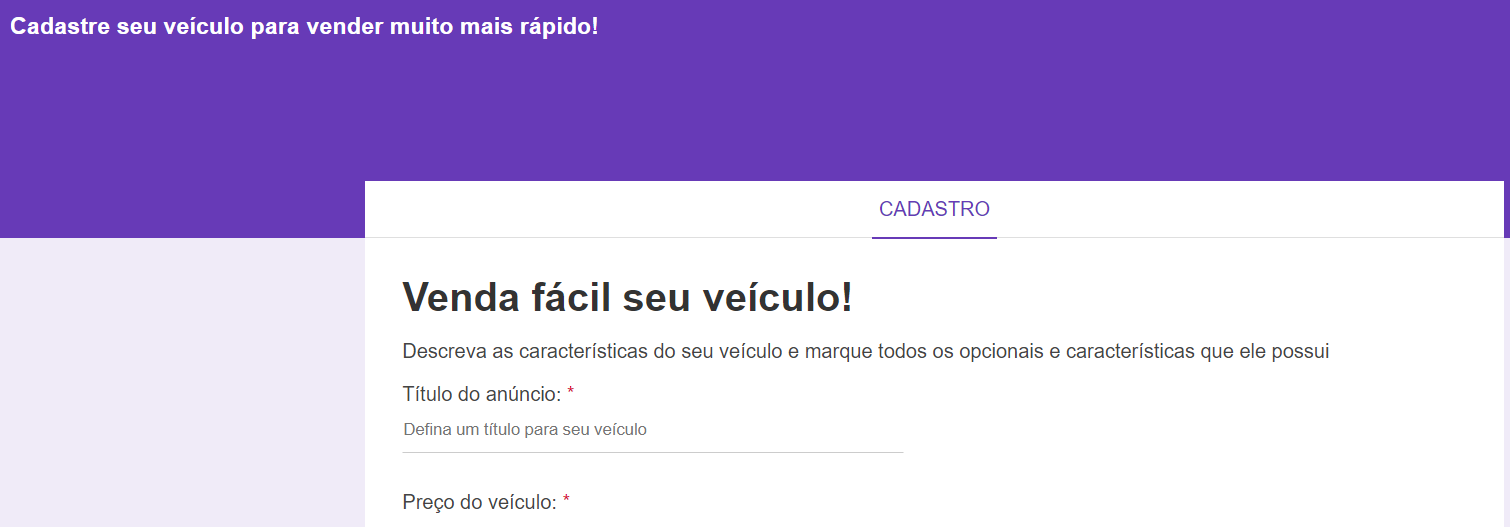 Cadastre seu veículo para vender muito mais rápido!
CADASTRO
Venda fácil seu veículo!
Descreva as características do seu veículo e marque todos os opcionais e características que ele possui
Título do anúncio: *
Defina um título para seu veículo
Preço do veículo: *